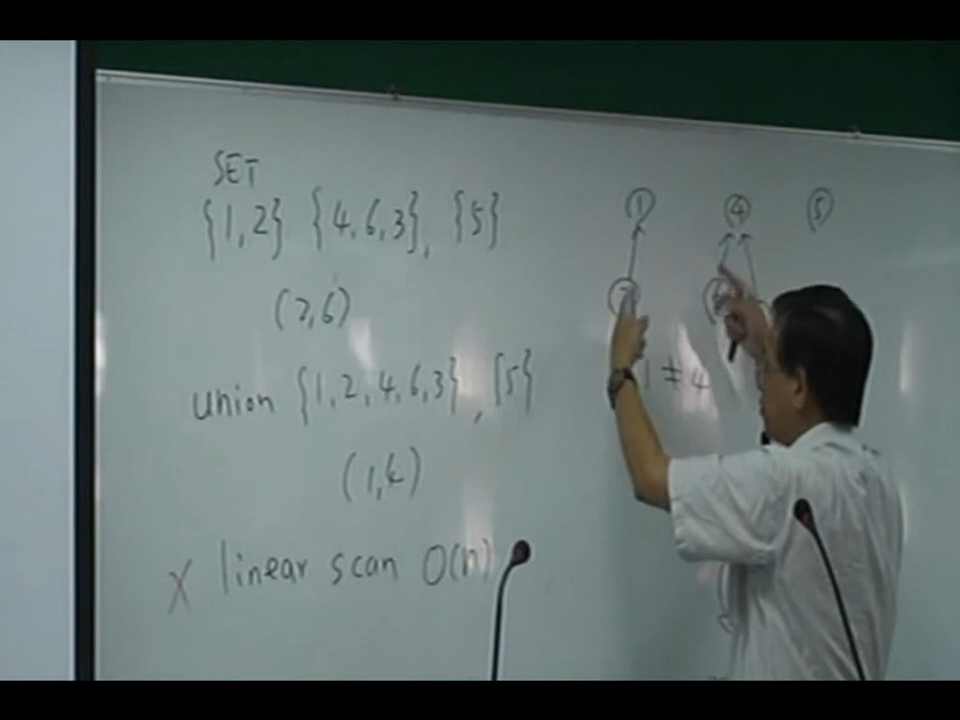 SET
{1,2} {4,6,3}, {5}
(2,6)
union {1,2,4,6,3}, {5}
(1,4)
X linear scan O(n)
1 4 5
1 ≠ 4